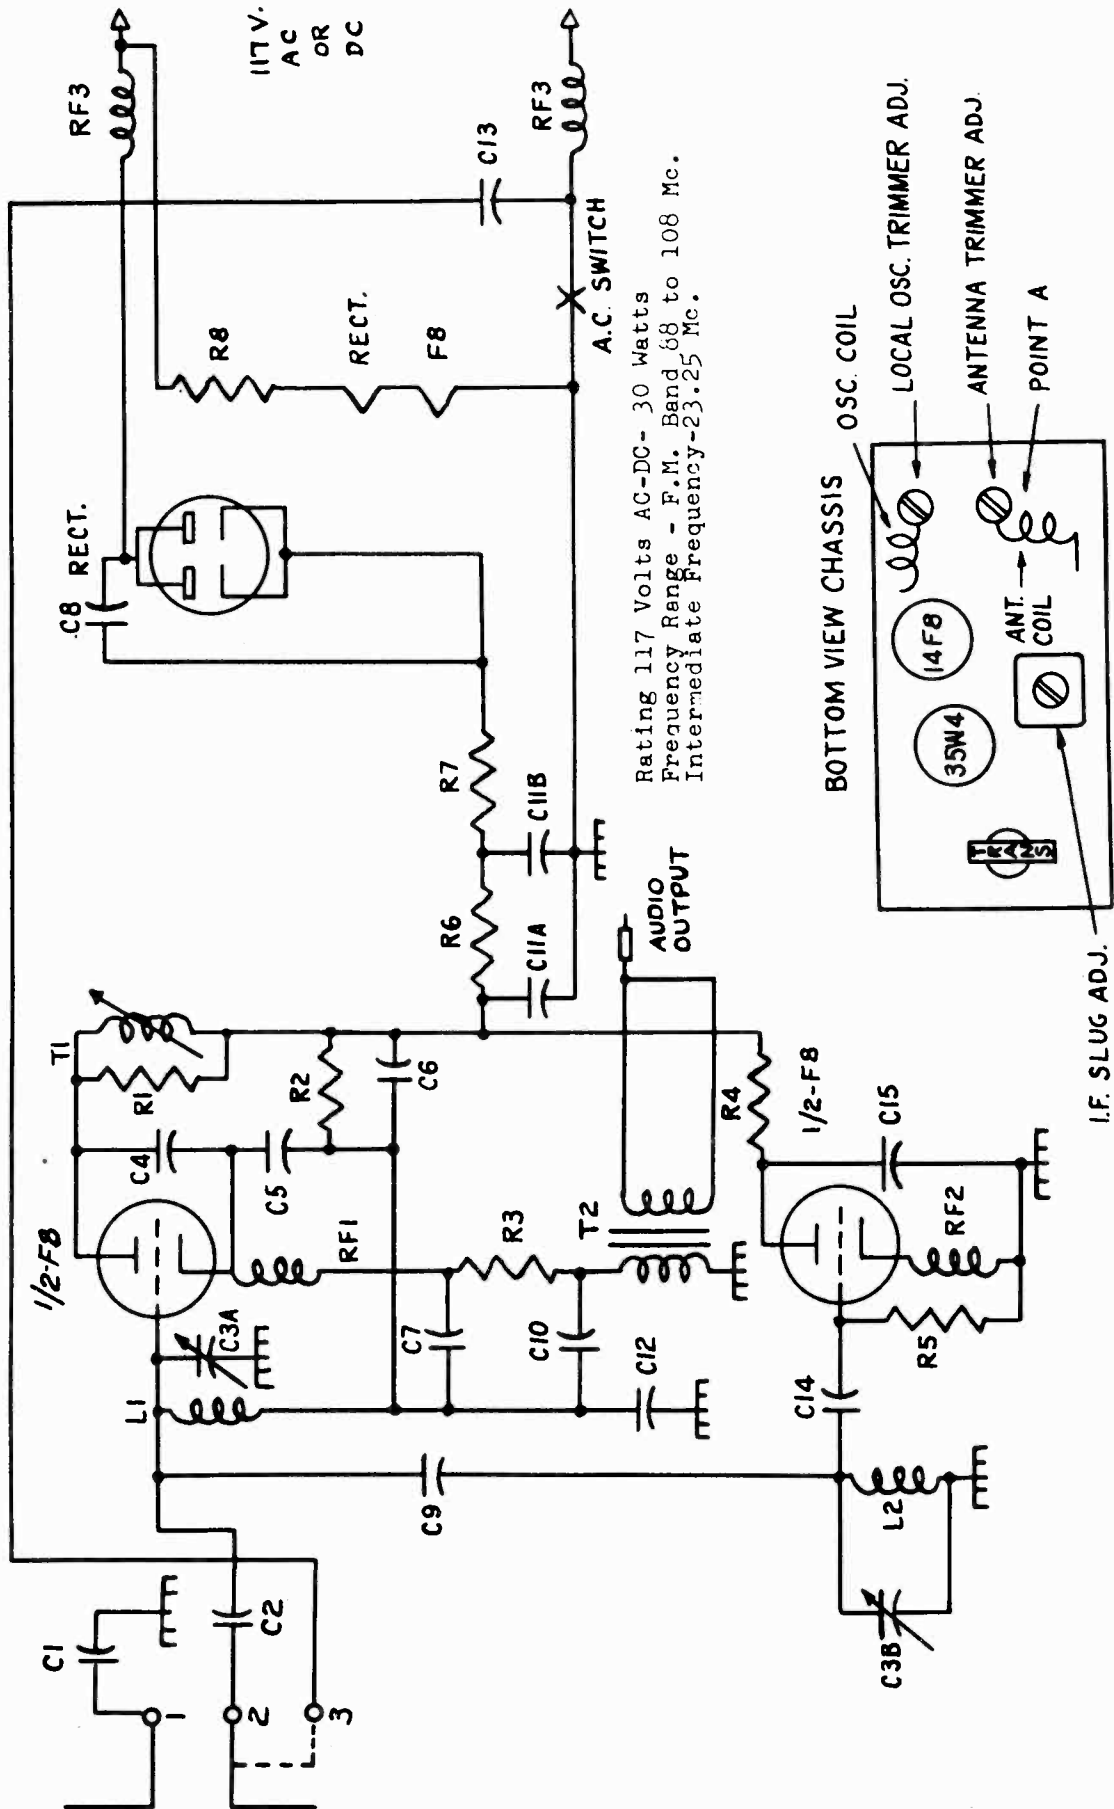 C1
1
2
3
C2
L1
C3A
1/2-F8
T1
R1
C4
C5
R2
C6
RF1
C7
R3
C10
C12
T2
AUDIO
OUTPUT
C9
C14
C3B
L2
R5
RF2
C15
1/2-F8
R4
R6
R7
C11A
C11B
C8
RECT.
RF3
117 V.
AC
OR
DC
R8
RECT.
F8
C13
RF3
A.C. SWITCH
Rating 117 Volts AC-DC- 30 Watts
Frequency Range - F.M. Band 88 to 108 Mc.
Intermediate Frequency-23.25 Mc.
BOTTOM VIEW CHASSIS
OSC. COIL
LOCAL OSC. TRIMMER ADJ.
ANTENNA TRIMMER ADJ.
POINT A
14F8
35W4
ANT.
COIL
TRANS
I.F. SLUG ADJ.